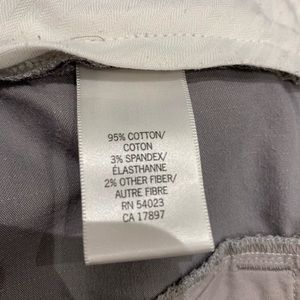 95% COTTON/
COTON
3% SPANDEX/
ÉLASTHANNE
2% OTHER FIBER/
AUTRE FIBRE
RN 54023
CA 17897